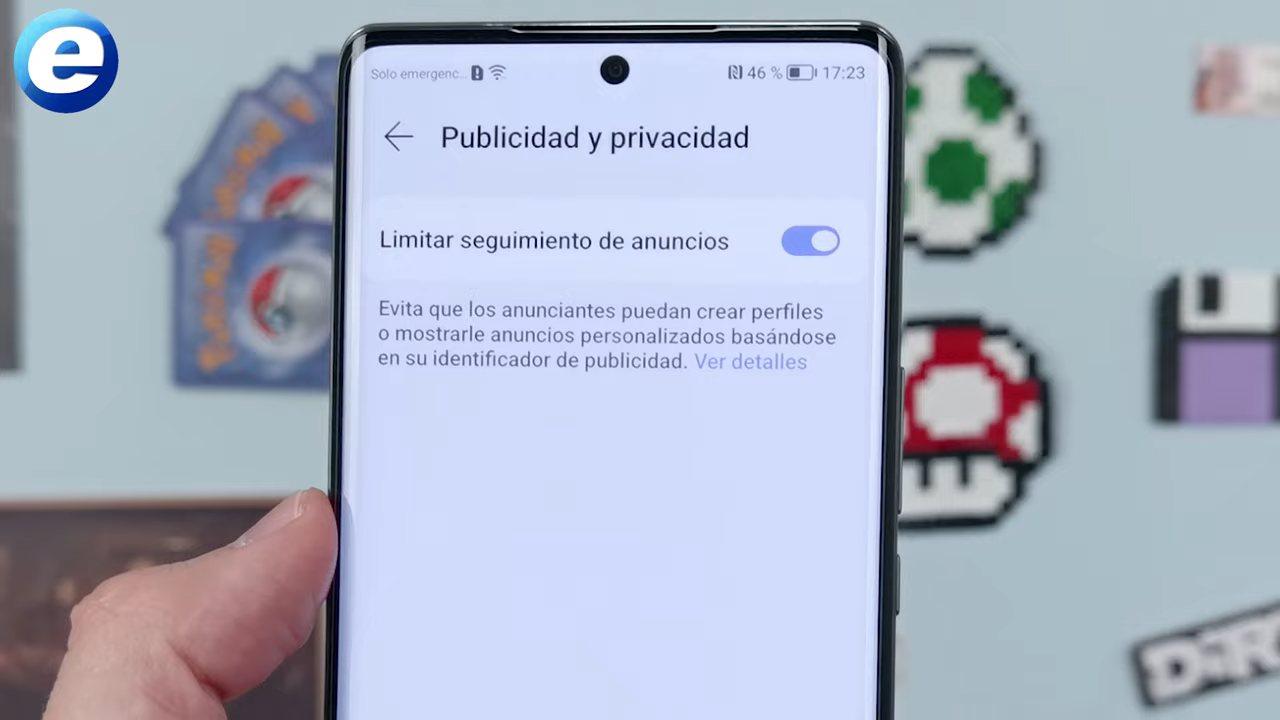 e
Solo emergenc...
46 %
17:23
Publicidad y privacidad
Limitar seguimiento de anuncios
Evita que los anunciantes puedan crear perfiles
o mostrarle anuncios personalizados basándose
en su identificador de publicidad. Ver detalles
DiR